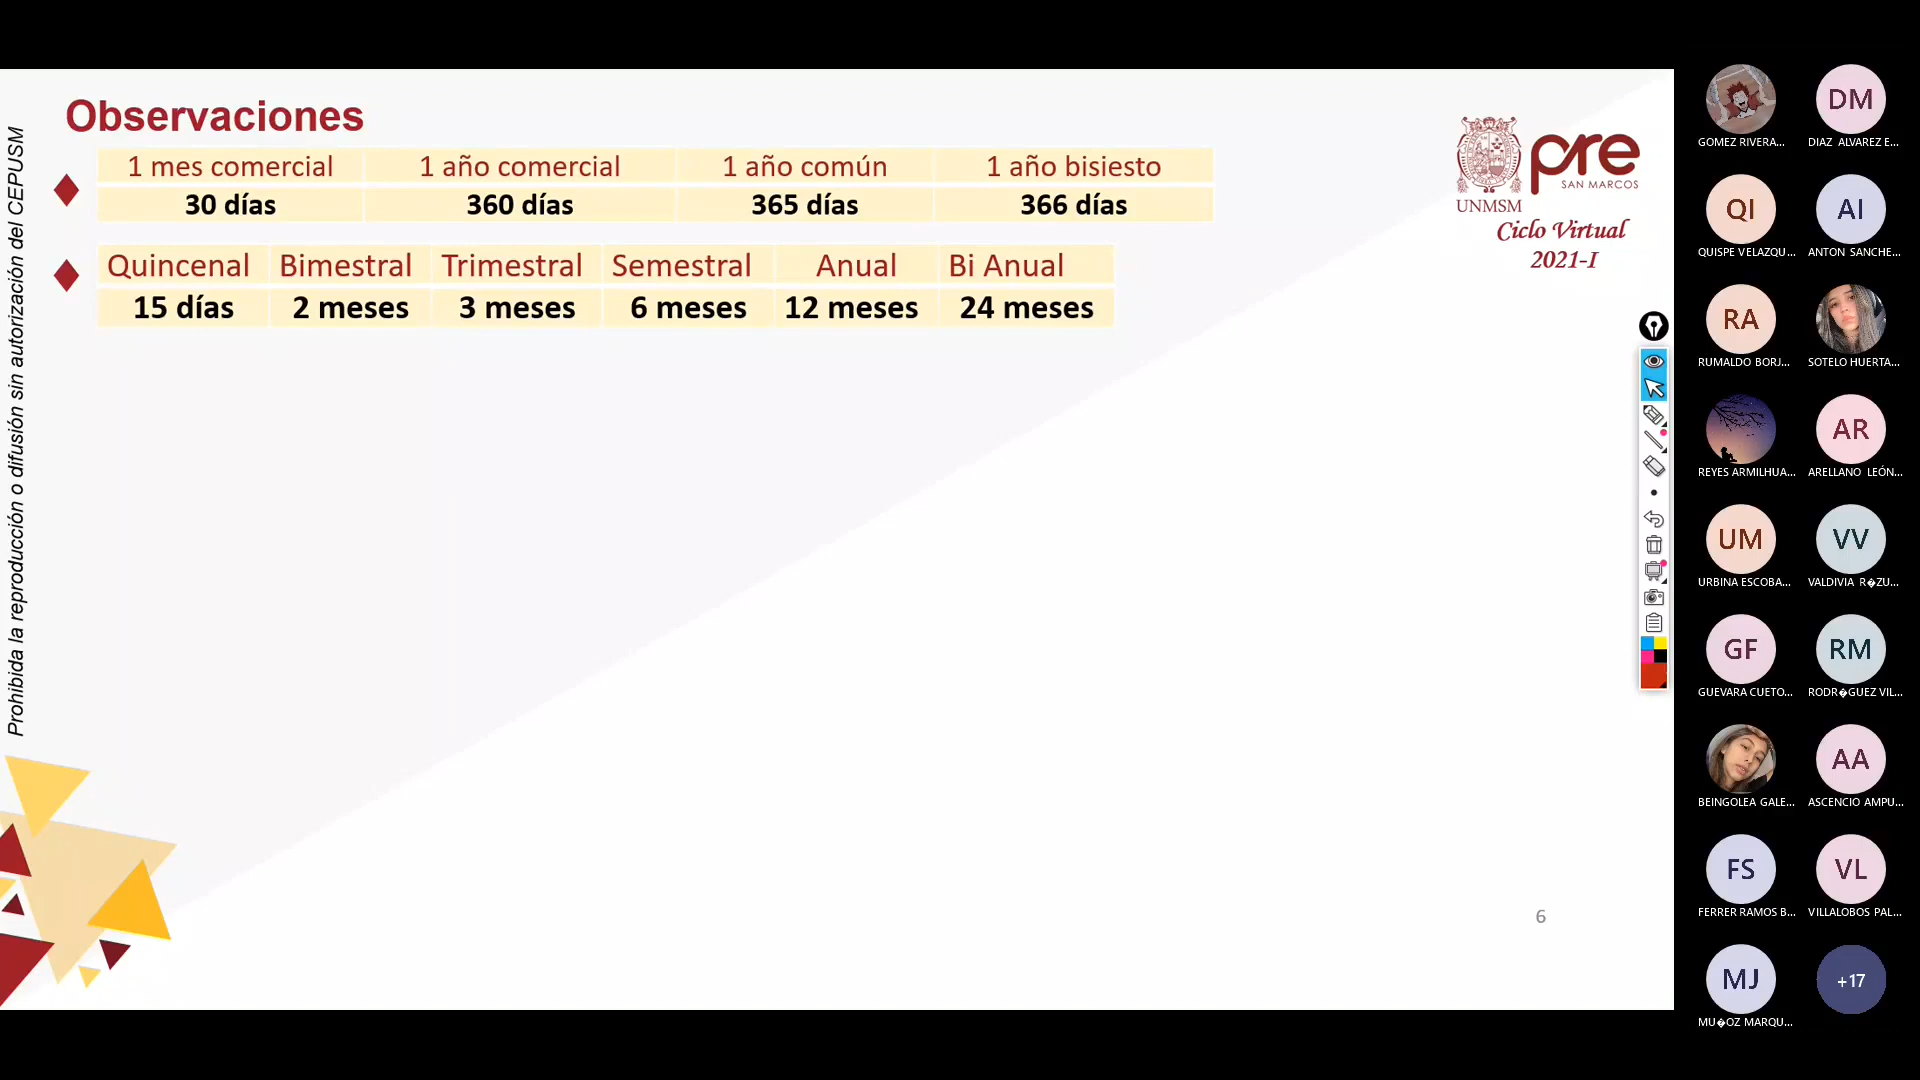 Prohibida la reproducción o difusión sin autorización del CEPUSM
Observaciones
1 mes comercial 1 año comercial 1 año común 1 año bisiesto
30 días 360 días 365 días 366 días
Quincenal Bimestral Trimestral Semestral Anual Bi Anual
15 días 2 meses 3 meses 6 meses 12 meses 24 meses
UNMSM
pre
SAN MARCOS
Ciclo Virtual
2021-I
6
DM
GOMEZ RIVERA... DIAZ ALVAREZ E...
QI AI
QUISPE VELAZQU... ANTON SANCHE...
RA
RUMALDO BORJ... SOTELO HUERTA...
AR
REYES ARMILHUA... ARELLANO LEÓN...
UM VV
URBINA ESCOBA... VALDIVIA R�ZU...
GF RM
GUEVARA CUETO... RODR�GUEZ VIL...
AA
BEINGOLEA GALE... ASCENCIO AMPU...
FS VL
FERRER RAMOS B... VILLALOBOS PAL...
MJ +17
MU�OZ MARQU...